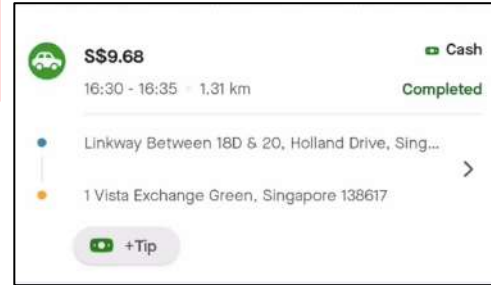 S$9.68
Cash
16:30 - 16:35 • 1.31 km
Completed
Linkway Between 18D & 20, Holland Drive, Sing...
1 Vista Exchange Green, Singapore 138617
+Tip